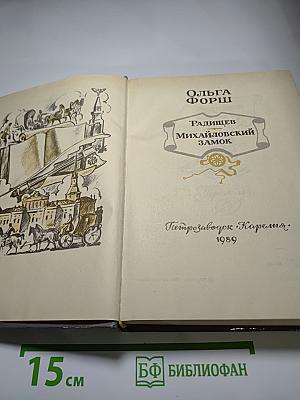 ОЛЬГА
ФОРШ
РАДИЩЕВ
МИХАЙЛОВСКИЙ
ЗАМОК
Петрозаводск «Карелия»
1989
15 см
БФ БИБЛИОФАН